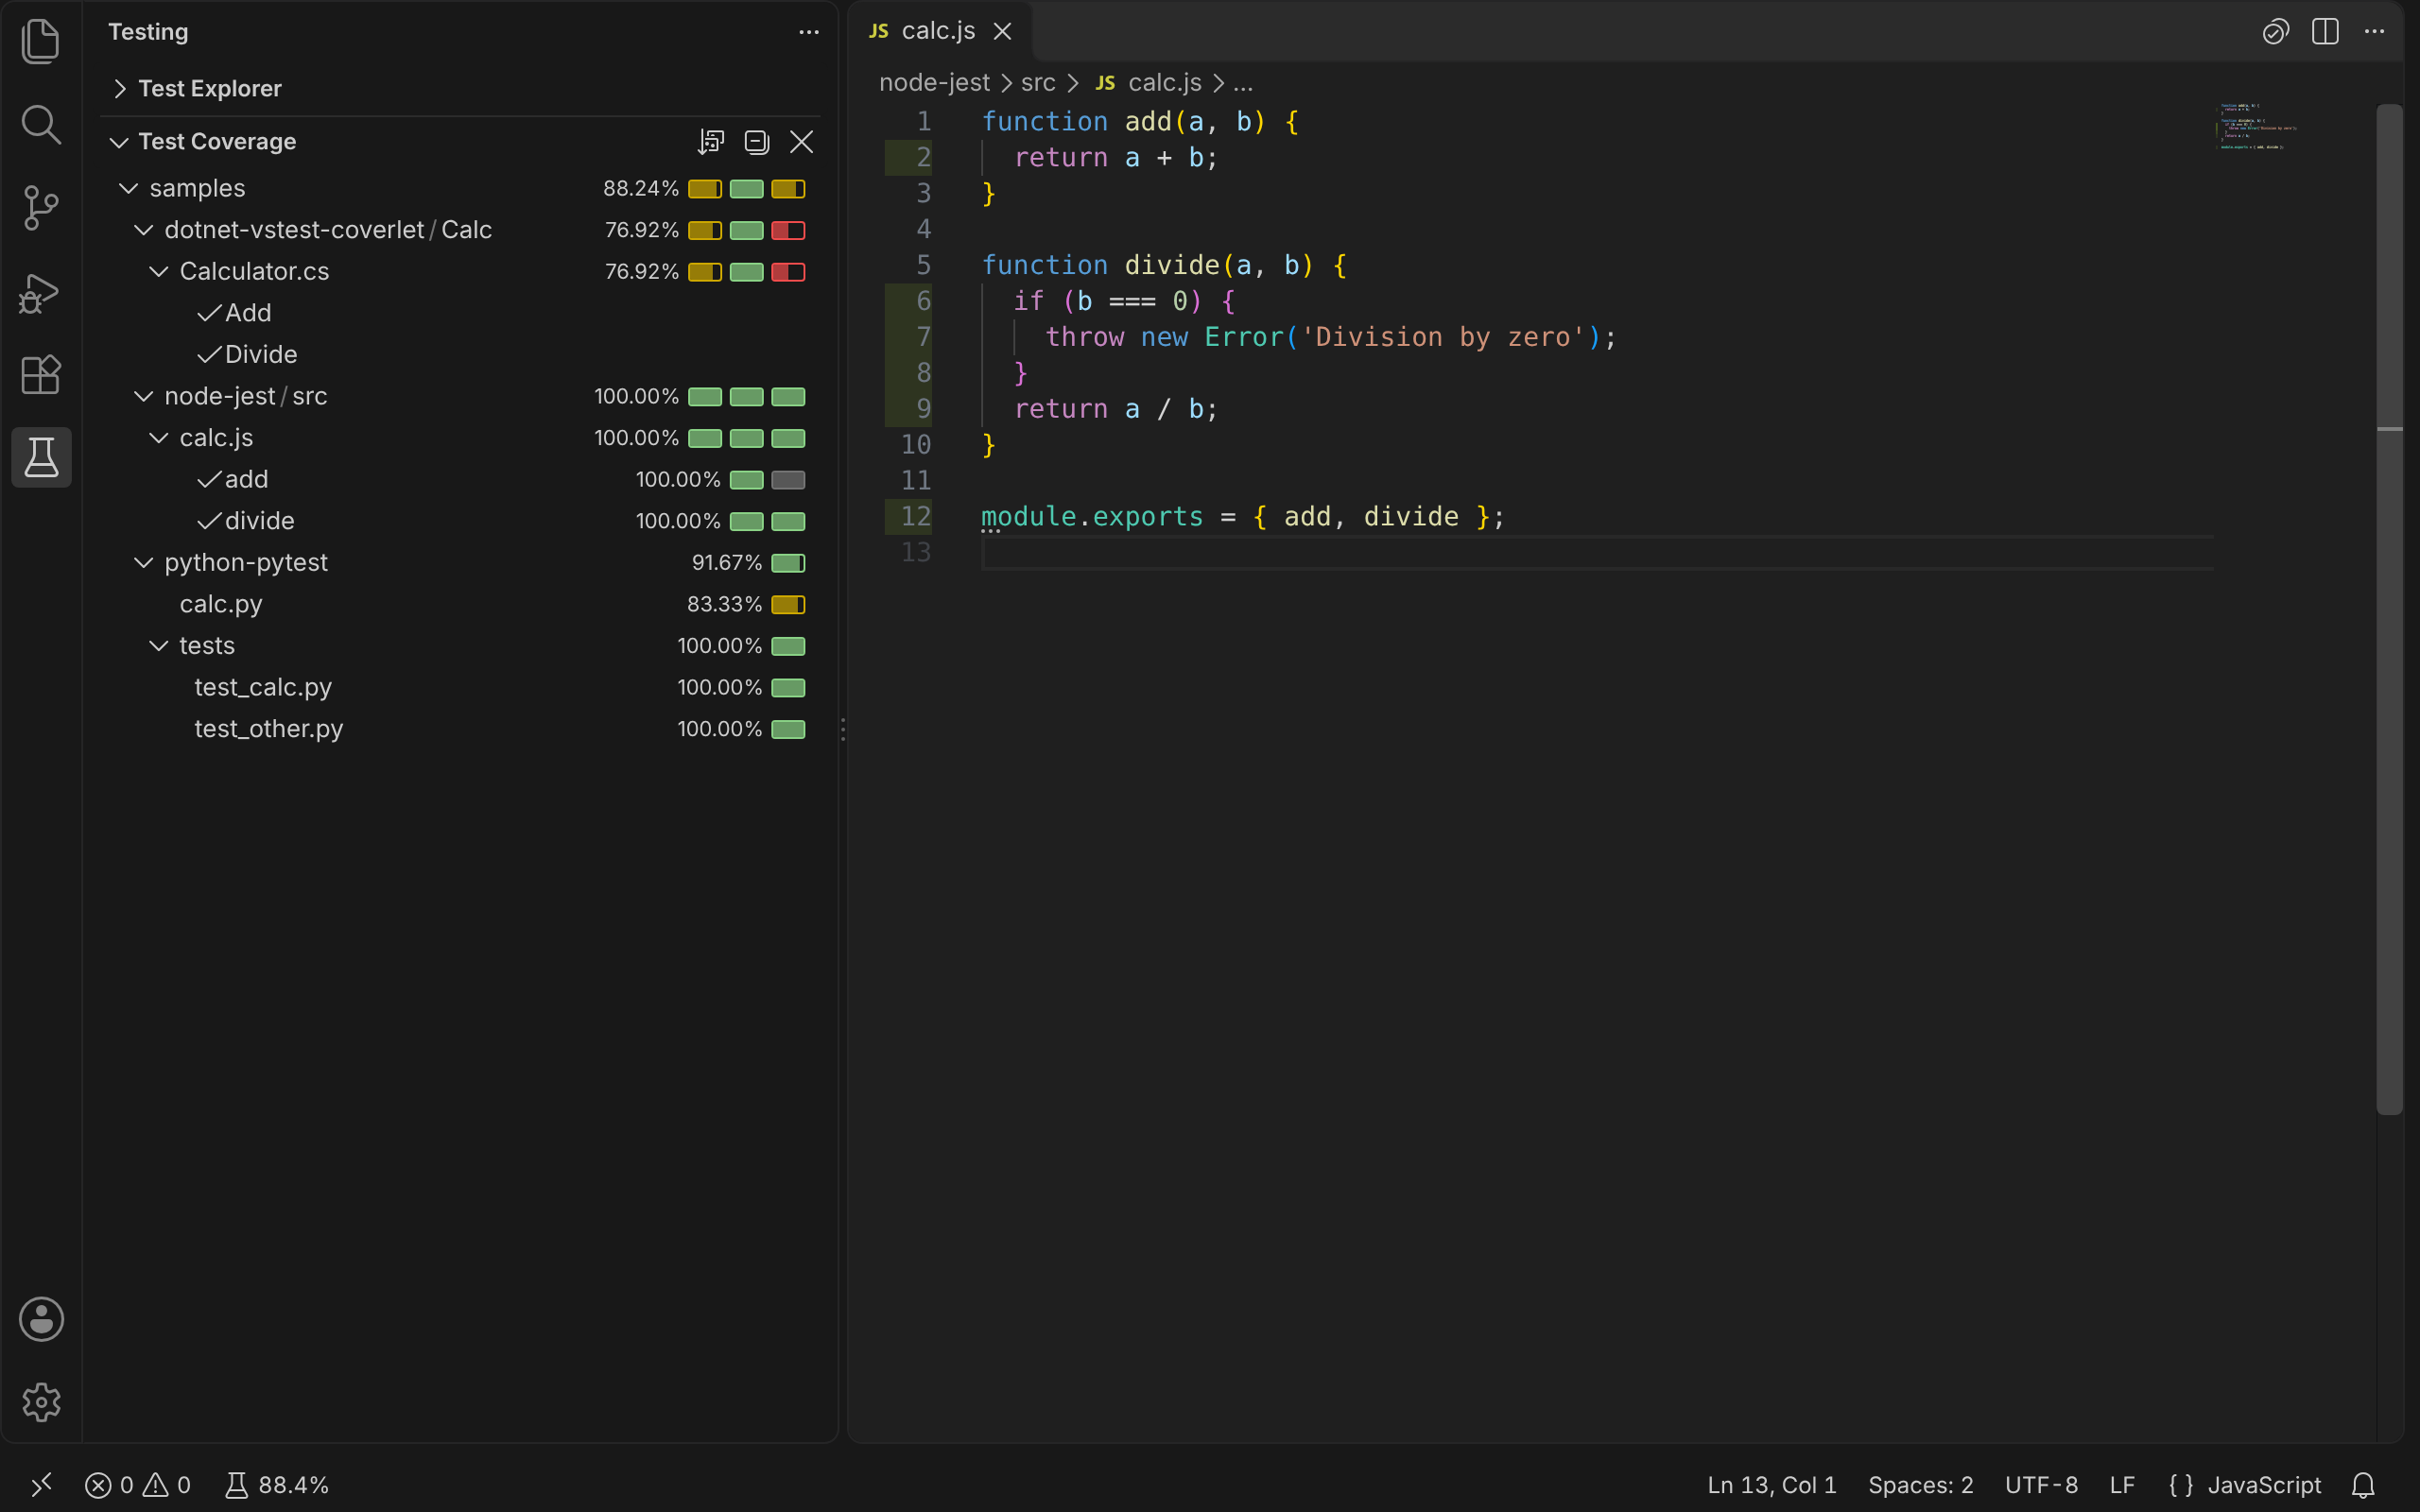 Testing
Test Explorer
Test Coverage
samples 88.24%
dotnet-vstest-coverlet/Calc 76.92%
Calculator.cs 76.92%
Add
Divide
node-jest/src 100.00%
calc.js 100.00%
add 100.00%
divide 100.00%
python-pytest 91.67%
calc.py 83.33%
tests 100.00%
test_calc.py 100.00%
test_other.py 100.00%
JS calc.js
node-jest > src > JS calc.js > ...
1 function add(a, b) {
2 return a + b;
3 }
4
5 function divide(a, b) {
6 if (b === 0) {
7 throw new Error('Division by zero');
8 }
9 return a / b;
10 }
11
12 module.exports = { add, divide };
13
0 0 88.4% Ln 13, Col 1 Spaces: 2 UTF-8 LF { } JavaScript